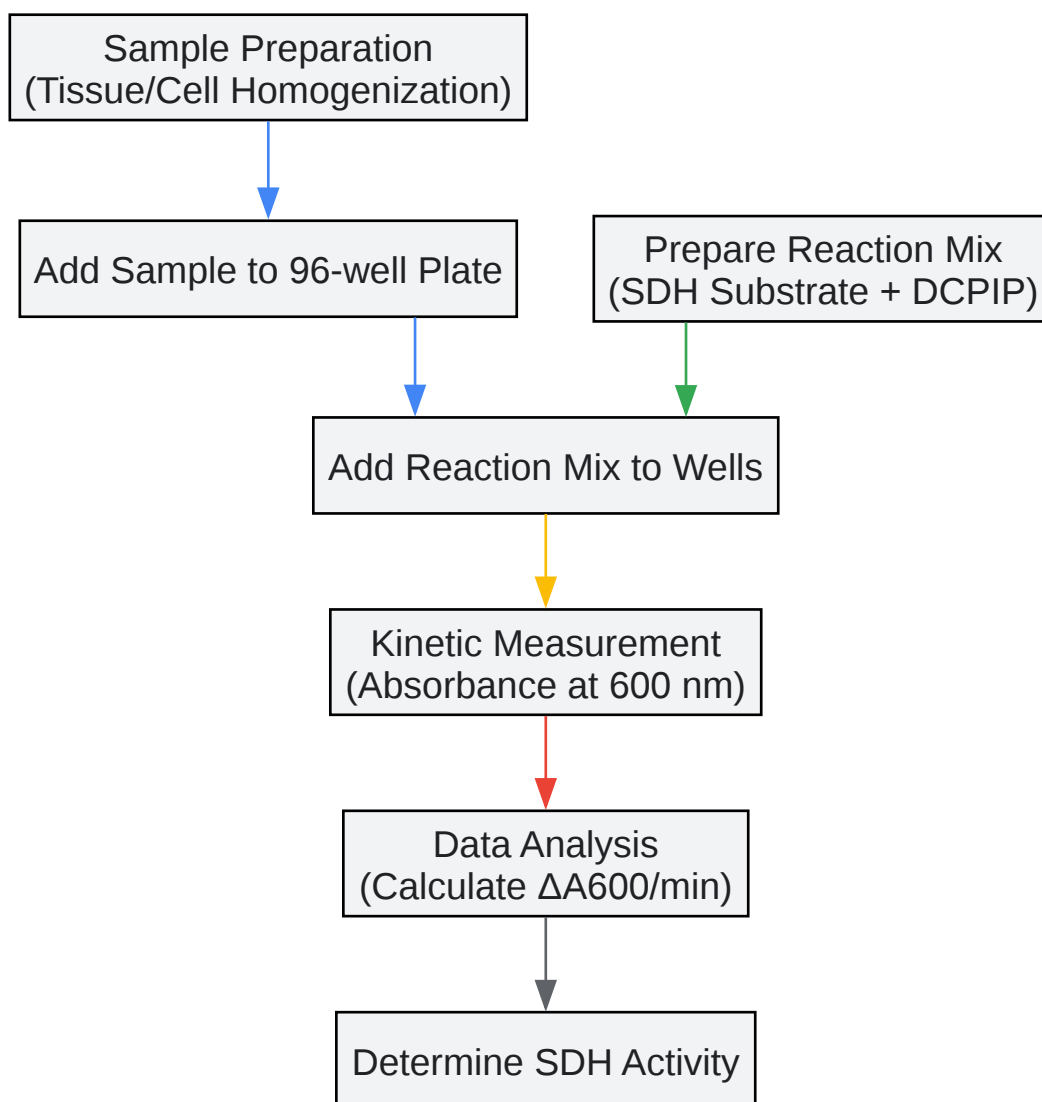 Sample Preparation
(Tissue/Cell Homogenization)
Add Sample to 96-well Plate
Prepare Reaction Mix
(SDH Substrate + DCPIP)
Add Reaction Mix to Wells
Kinetic Measurement
(Absorbance at 600 nm)
Data Analysis
(Calculate ΔA600/min)
Determine SDH Activity